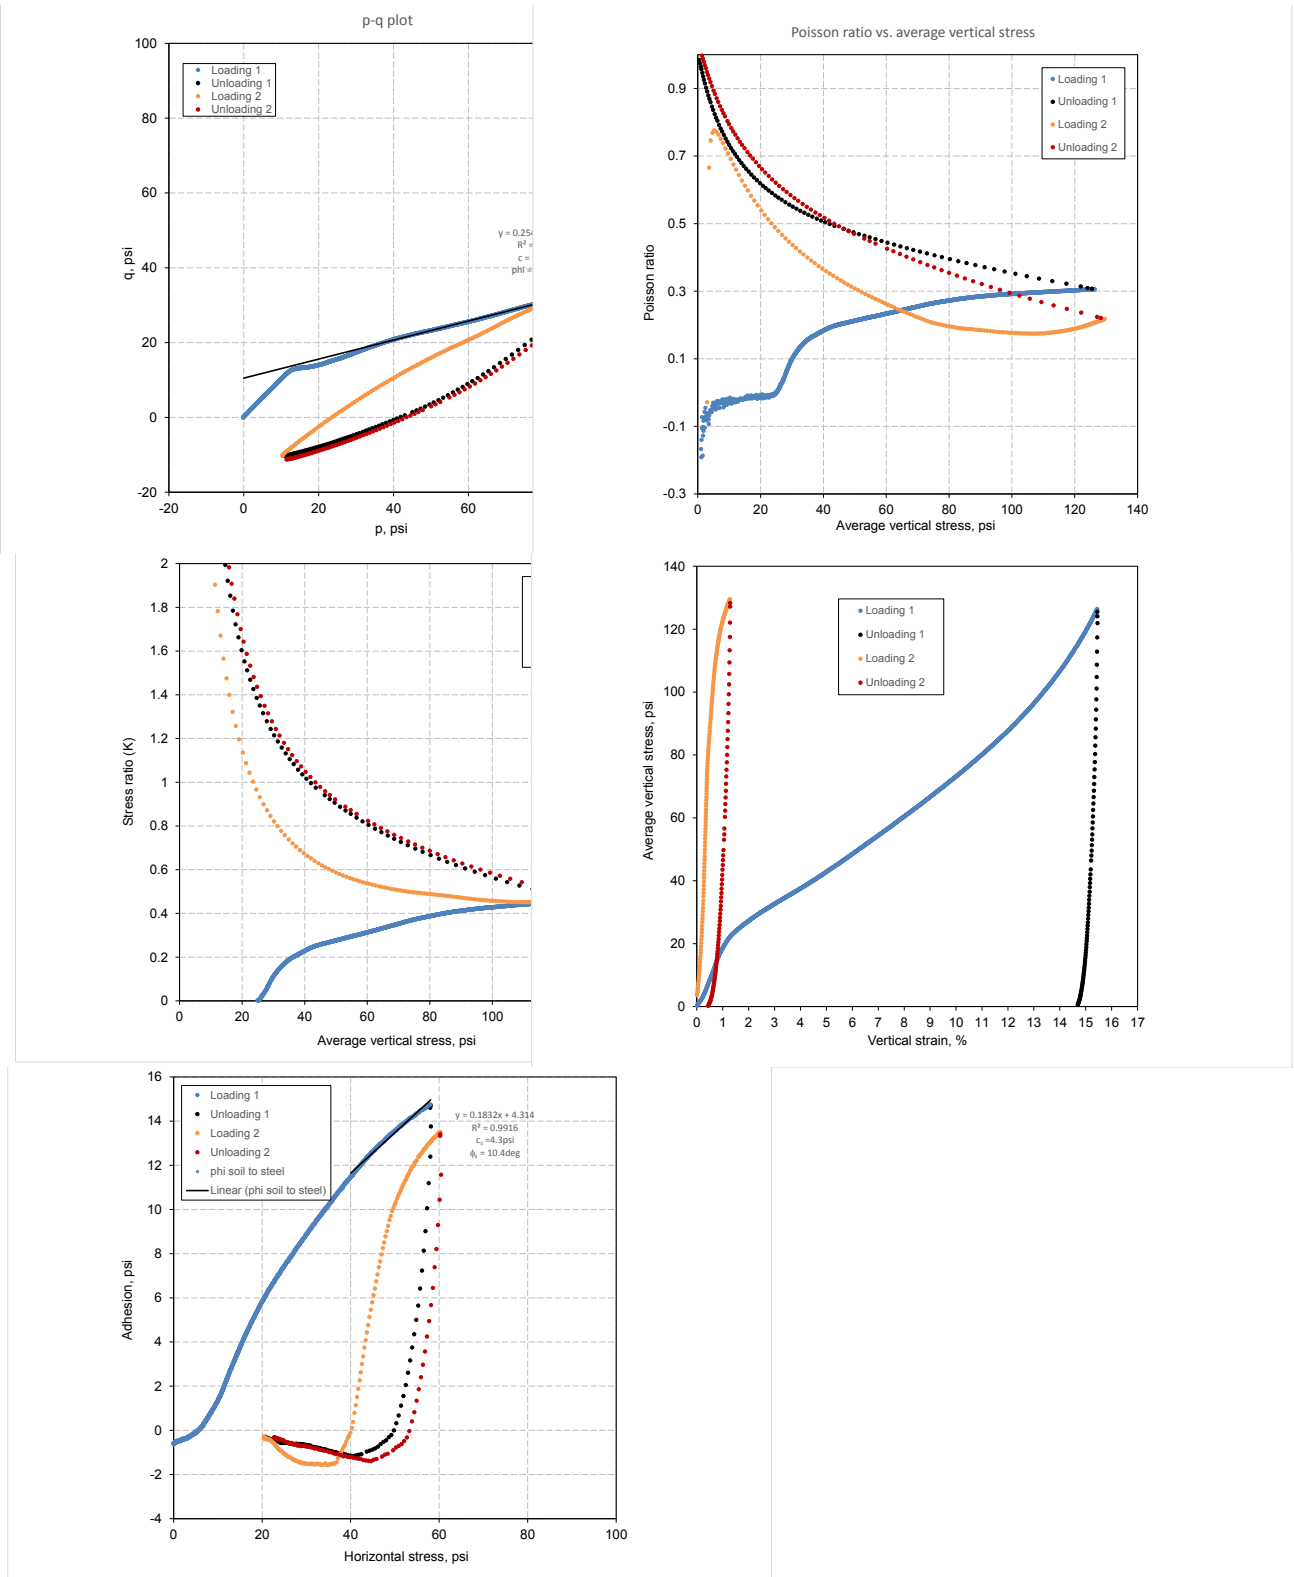 p-q plot
100
80
60
40
20
0
-20
-20
0
20
40
60
q, psi
p, psi
Loading 1
Unloading 1
Loading 2
Unloading 2
y = 0.254
R² =
c =
phi =
Poisson ratio vs. average vertical stress
0.9
0.7
0.5
0.3
0.1
-0.1
-0.3
0
20
40
60
80
100
120
140
Poisson ratio
Average vertical stress, psi
Loading 1
Unloading 1
Loading 2
Unloading 2
2
1.8
1.6
1.4
1.2
1
0.8
0.6
0.4
0.2
0
0
20
40
60
80
100
Stress ratio (K)
Average vertical stress, psi
140
120
100
80
60
40
20
0
0
1
2
3
4
5
6
7
8
9
10
11
12
13
14
15
16
17
Average vertical stress, psi
Vertical strain, %
Loading 1
Unloading 1
Loading 2
Unloading 2
16
14
12
10
8
6
4
2
0
-2
-4
0
20
40
60
80
100
Adhesion, psi
Horizontal stress, psi
Loading 1
Unloading 1
Loading 2
Unloading 2
phi soil to steel
Linear (phi soil to steel)
y = 0.1832x + 4.314
R² = 0.9916
cₛ =4.3psi
ϕₛ = 10.4deg